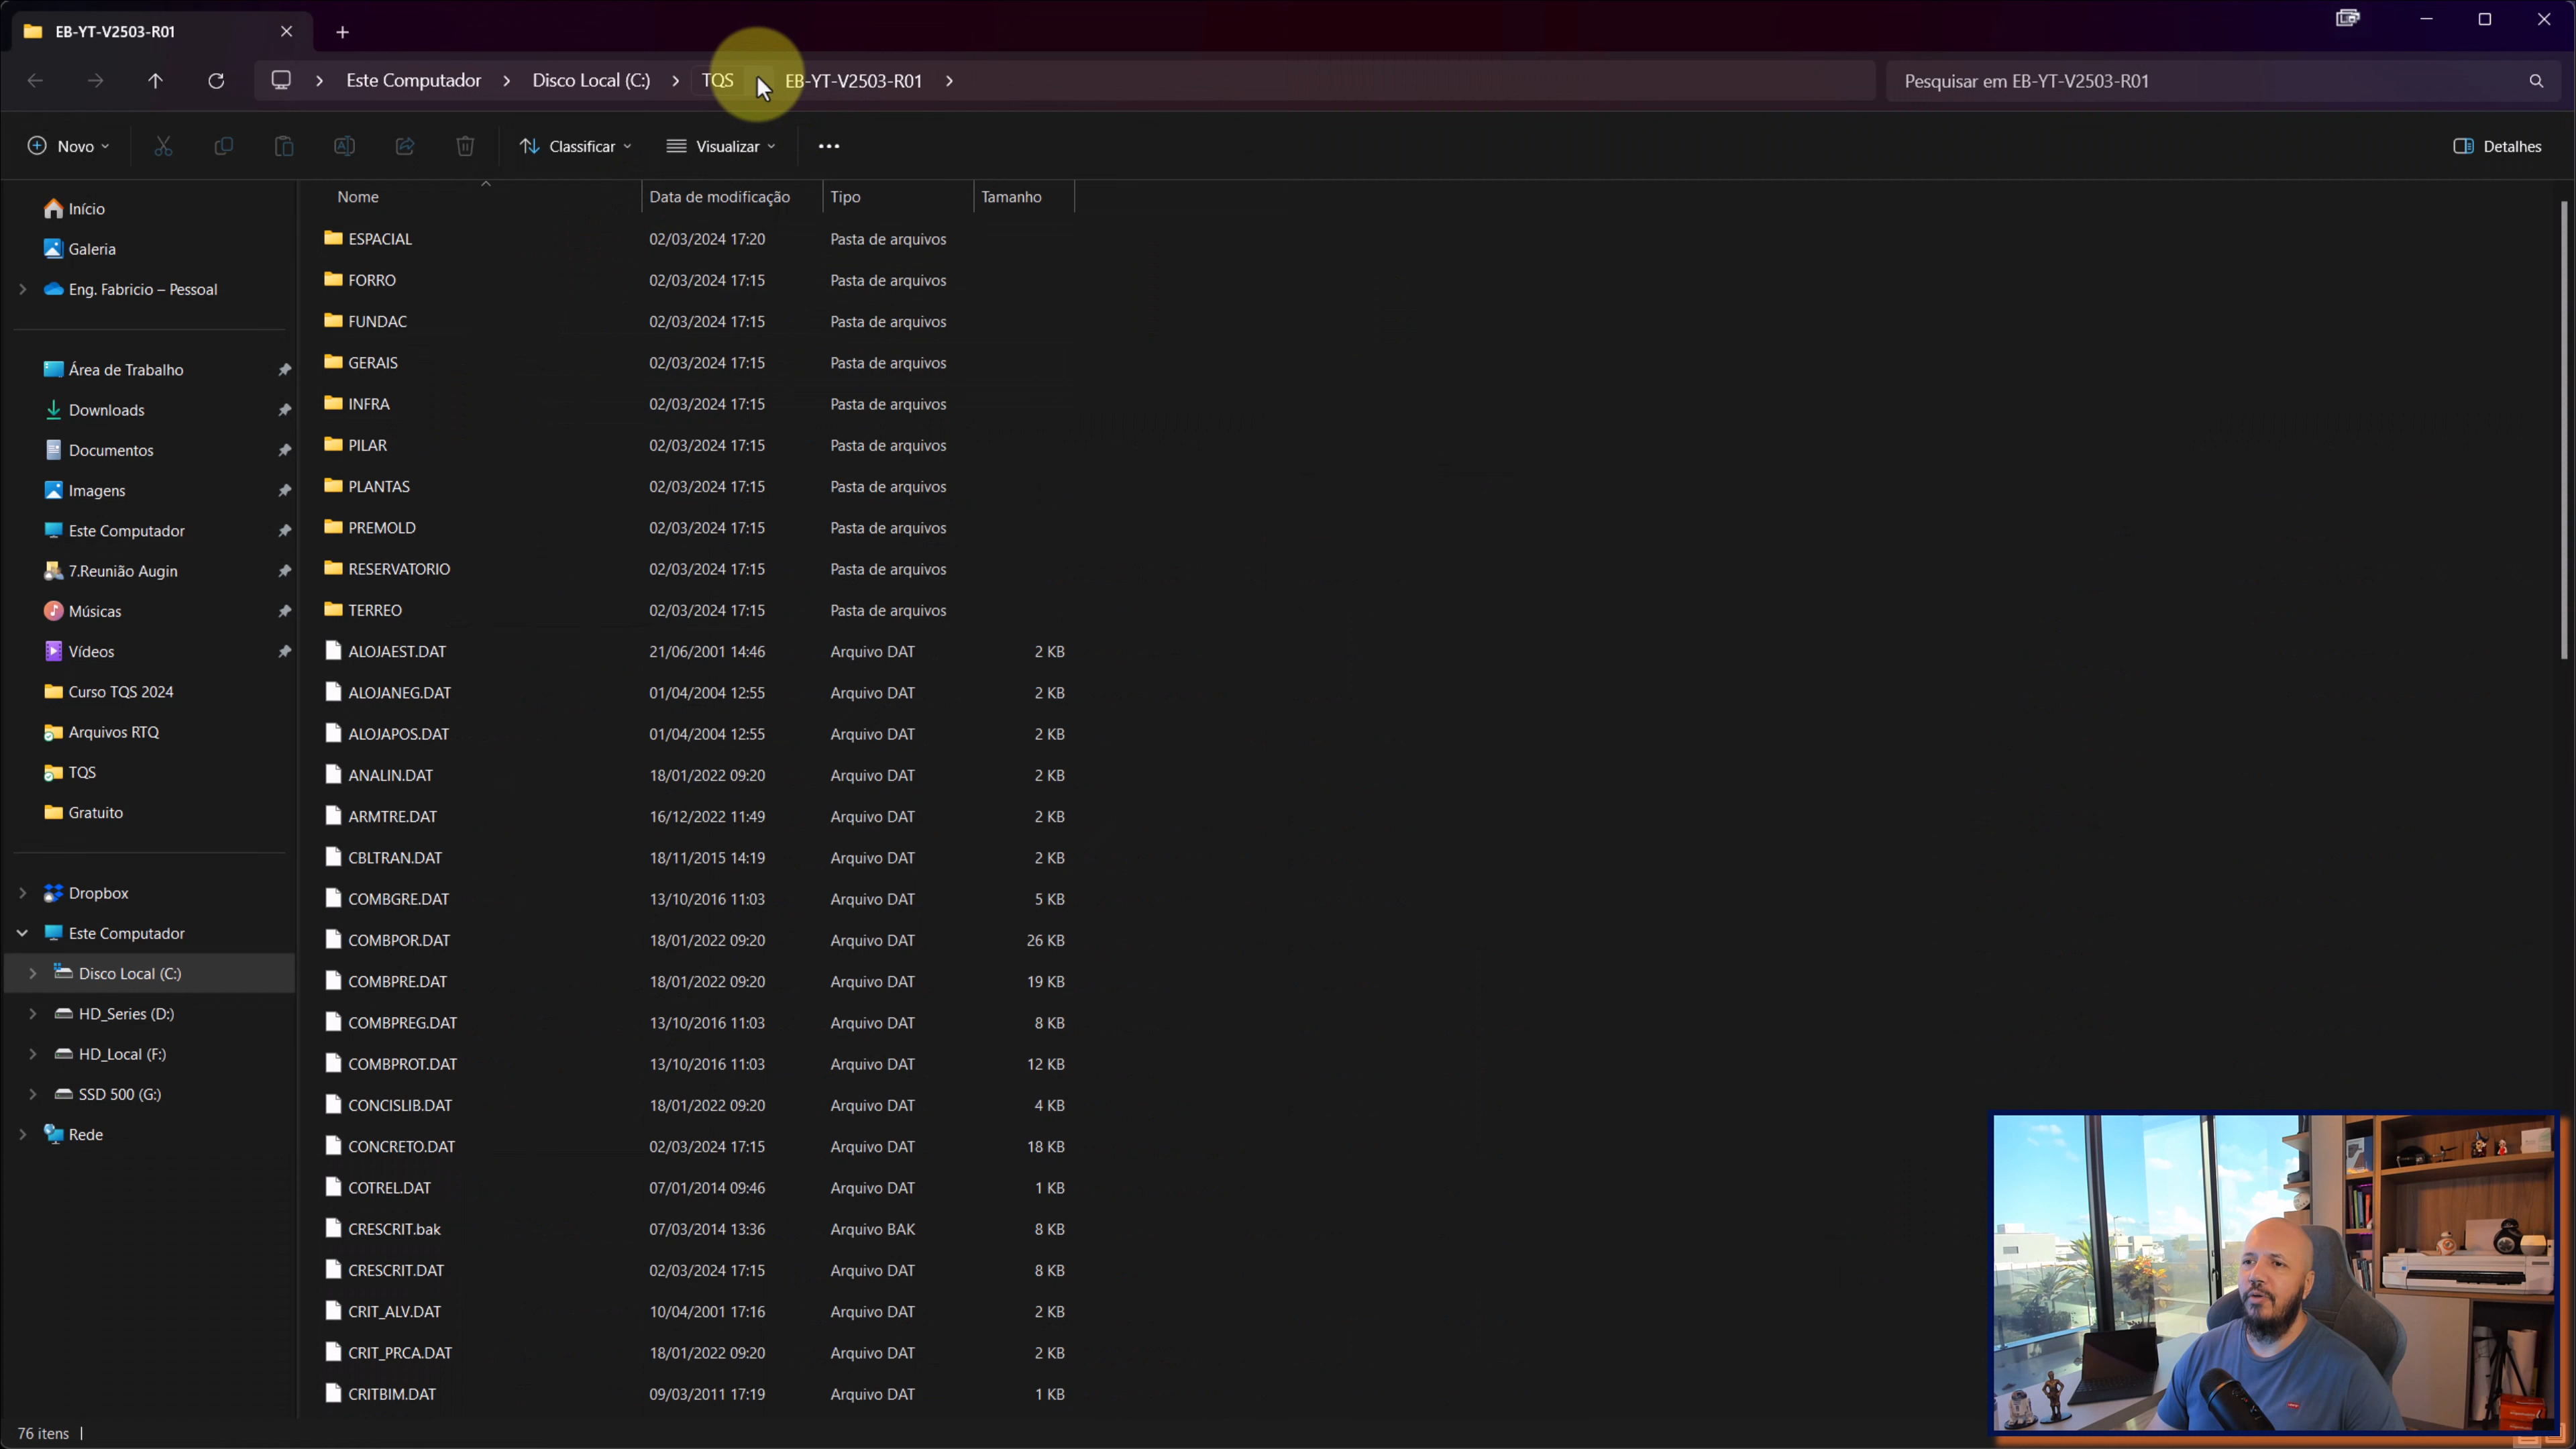 EB-YT-V2503-R01
Este Computador > Disco Local (C:) > TQS EB-YT-V2503-R01 >
Pesquisar em EB-YT-V2503-R01
Novo
Classificar
Visualizar
Detalhes
Início
Galeria
Eng. Fabricio – Pessoal
Área de Trabalho
Downloads
Documentos
Imagens
Este Computador
7.Reunião Augin
Músicas
Vídeos
Curso TQS 2024
Arquivos RTQ
TQS
Gratuito
Dropbox
Este Computador
Disco Local (C:)
HD_Series (D:)
HD_Local (F:)
SSD 500 (G:)
Rede
Nome Data de modificação Tipo Tamanho
ESPACIAL 02/03/2024 17:20 Pasta de arquivos
FORRO 02/03/2024 17:15 Pasta de arquivos
FUNDAC 02/03/2024 17:15 Pasta de arquivos
GERAIS 02/03/2024 17:15 Pasta de arquivos
INFRA 02/03/2024 17:15 Pasta de arquivos
PILAR 02/03/2024 17:15 Pasta de arquivos
PLANTAS 02/03/2024 17:15 Pasta de arquivos
PREMOLD 02/03/2024 17:15 Pasta de arquivos
RESERVATORIO 02/03/2024 17:15 Pasta de arquivos
TERREO 02/03/2024 17:15 Pasta de arquivos
ALOJAEST.DAT 21/06/2001 14:46 Arquivo DAT 2 KB
ALOJANEG.DAT 01/04/2004 12:55 Arquivo DAT 2 KB
ALOJAPOS.DAT 01/04/2004 12:55 Arquivo DAT 2 KB
ANALIN.DAT 18/01/2022 09:20 Arquivo DAT 2 KB
ARMTRE.DAT 16/12/2022 11:49 Arquivo DAT 2 KB
CBLTRAN.DAT 18/11/2015 14:19 Arquivo DAT 2 KB
COMBGRE.DAT 13/10/2016 11:03 Arquivo DAT 5 KB
COMBPOR.DAT 18/01/2022 09:20 Arquivo DAT 26 KB
COMBPRE.DAT 18/01/2022 09:20 Arquivo DAT 19 KB
COMBPREG.DAT 13/10/2016 11:03 Arquivo DAT 8 KB
COMBPROT.DAT 13/10/2016 11:03 Arquivo DAT 12 KB
CONCISLIB.DAT 18/01/2022 09:20 Arquivo DAT 4 KB
CONCRETO.DAT 02/03/2024 17:15 Arquivo DAT 18 KB
COTREL.DAT 07/01/2014 09:46 Arquivo DAT 1 KB
CRESCRIT.bak 07/03/2014 13:36 Arquivo BAK 8 KB
CRESCRIT.DAT 02/03/2024 17:15 Arquivo DAT 8 KB
CRIT_ALV.DAT 10/04/2001 17:16 Arquivo DAT 2 KB
CRIT_PRCA.DAT 18/01/2022 09:20 Arquivo DAT 2 KB
CRITBIM.DAT 09/03/2011 17:19 Arquivo DAT 1 KB
76 itens